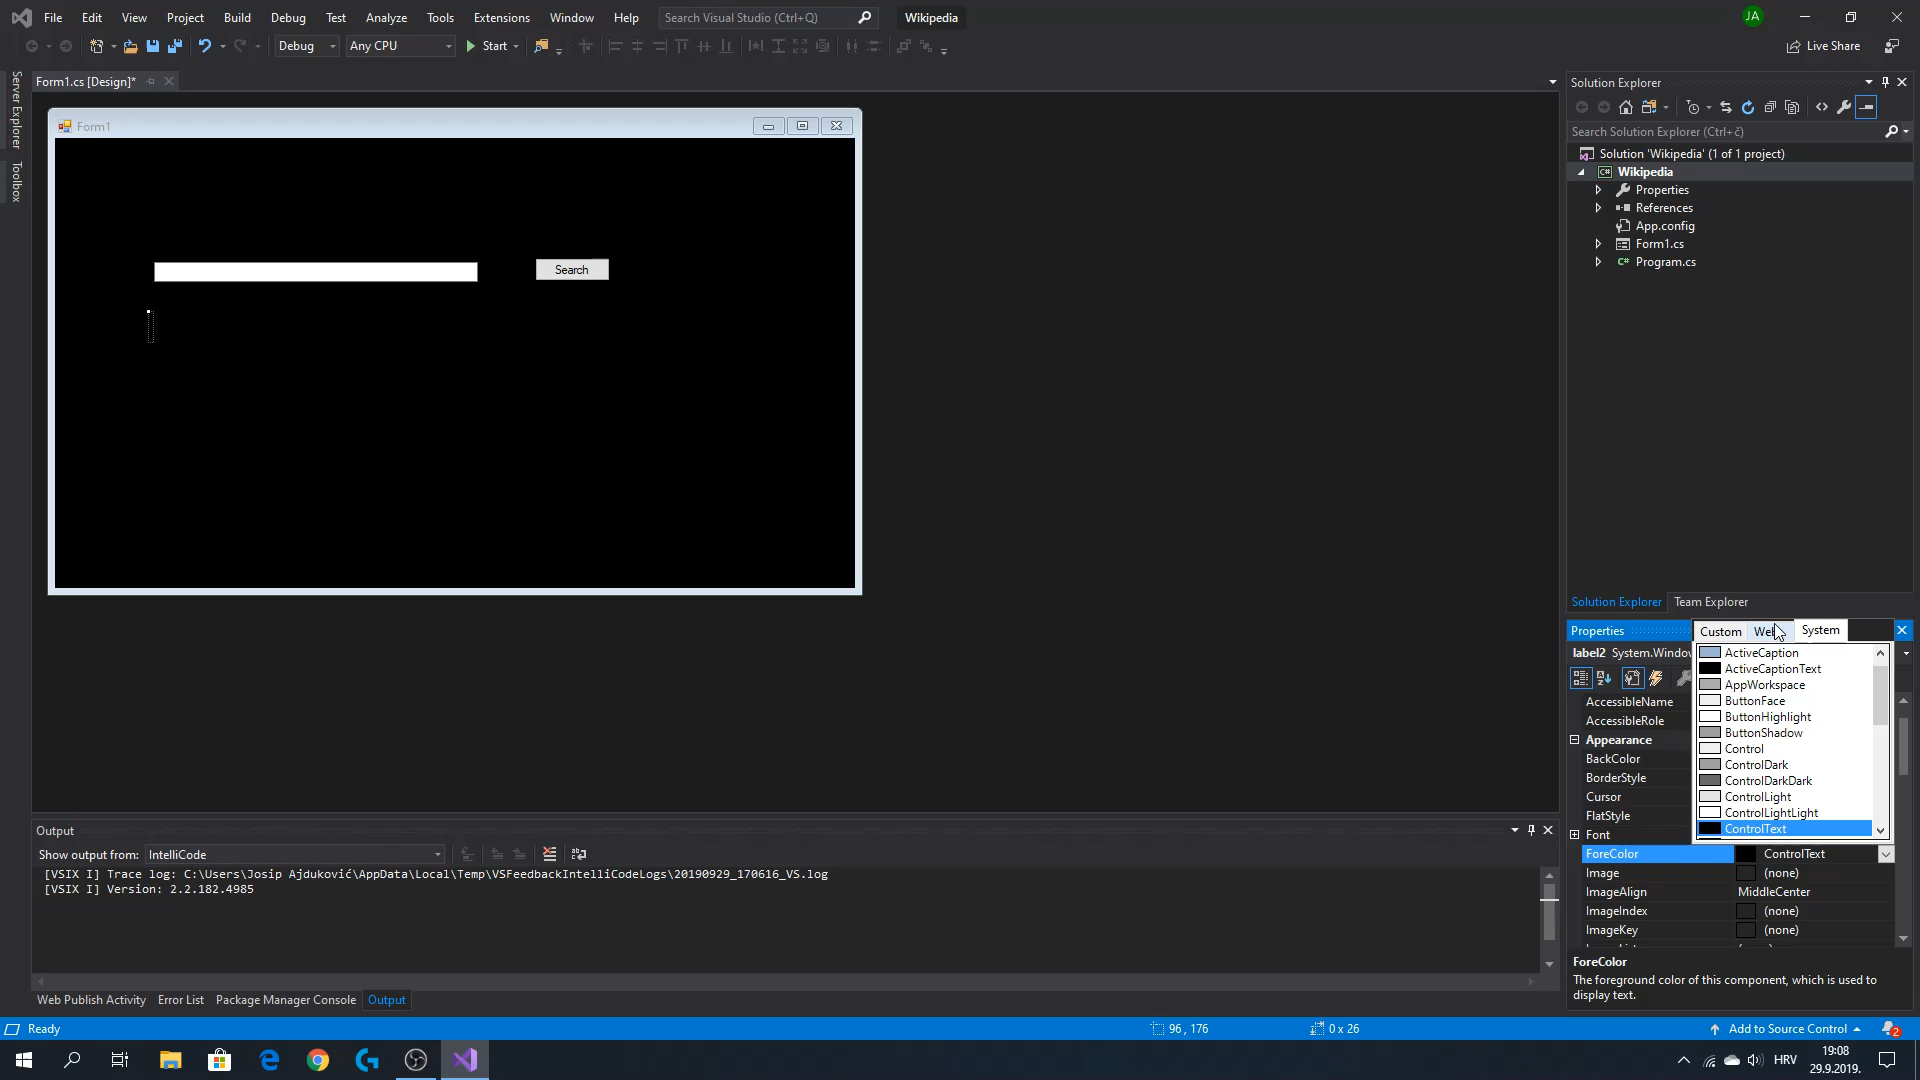 File Edit View Project Build Debug Test Analyze Tools Extensions Window Help Search Visual Studio (Ctrl+Q) Wikipedia JA
Debug Any CPU Start Live Share
Server Explorer
Toolbox
Form1.cs [Design]*
Form1
Search
Solution Explorer
Search Solution Explorer (Ctrl+č)
Solution 'Wikipedia' (1 of 1 project)
C# Wikipedia
Properties
References
App.config
Form1.cs
C# Program.cs
Solution Explorer Team Explorer
Properties
Custom System
label2 System.Window
ActiveCaption
ActiveCaptionText
AppWorkspace
ButtonFace
ButtonHighlight
ButtonShadow
Control
ControlDark
ControlDarkDark
ControlLight
ControlLightLight
ControlText
AccessibleName
AccessibleRole
Appearance
BackColor
BorderStyle
Cursor
FlatStyle
Font
ForeColor ControlText
Image (none)
ImageAlign MiddleCenter
ImageIndex (none)
ImageKey (none)
ForeColor
The foreground color of this component, which is used to
display text.
Output
Show output from: IntelliCode
[VSIX I] Trace log: C:\Users\Josip Ajduković\AppData\Local\Temp\VSFeedbackIntelliCodeLogs\20190929_170616_VS.log
[VSIX I] Version: 2.2.182.4985
Web Publish Activity Error List Package Manager Console Output
Ready 96 , 176 0 x 26 Add to Source Control 2
HRV 19:08
29.9.2019.